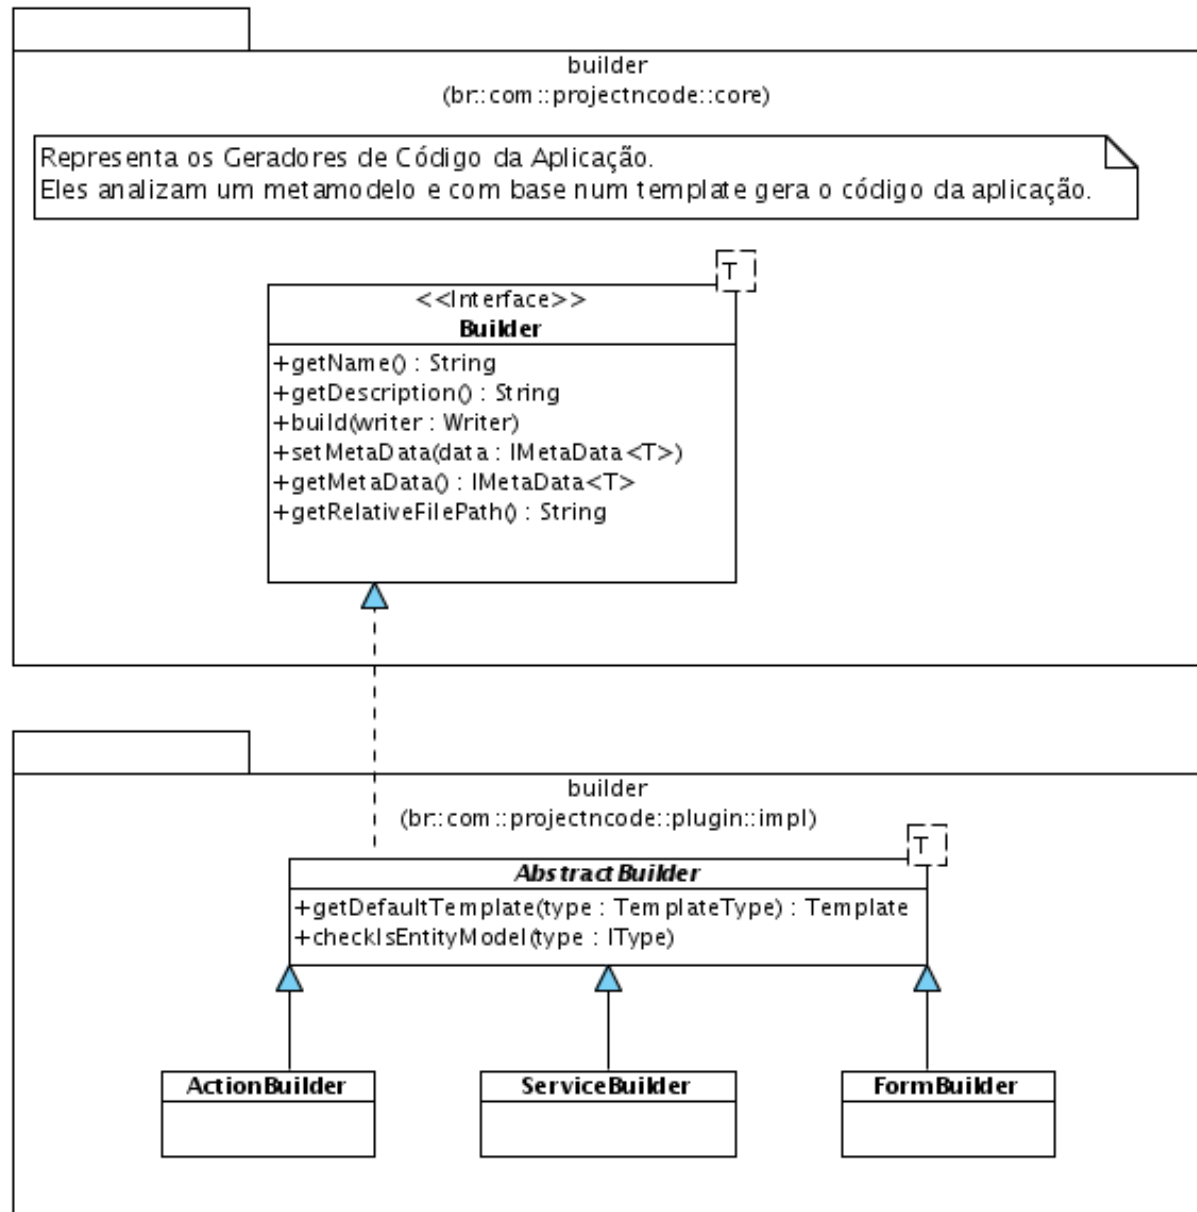 builder
(br::com::projectncode::core)
Representa os Geradores de Código da Aplicação.
Eles analizam um metamodelo e com base num template gera o código da aplicação.
T
<<Interface>>
Builder
+getName() : String
+getDescription() : String
+build(writer : Writer)
+setMetaData(data : IMetaData<T>)
+getMetaData() : IMetaData<T>
+getRelativeFilePath() : String
builder
(br::com::projectncode::plugin::impl)
T
AbstractBuilder
+getDefaultTemplate(type : TemplateType) : Template
+checkIsEntityModel(type : IType)
ActionBuilder
ServiceBuilder
FormBuilder